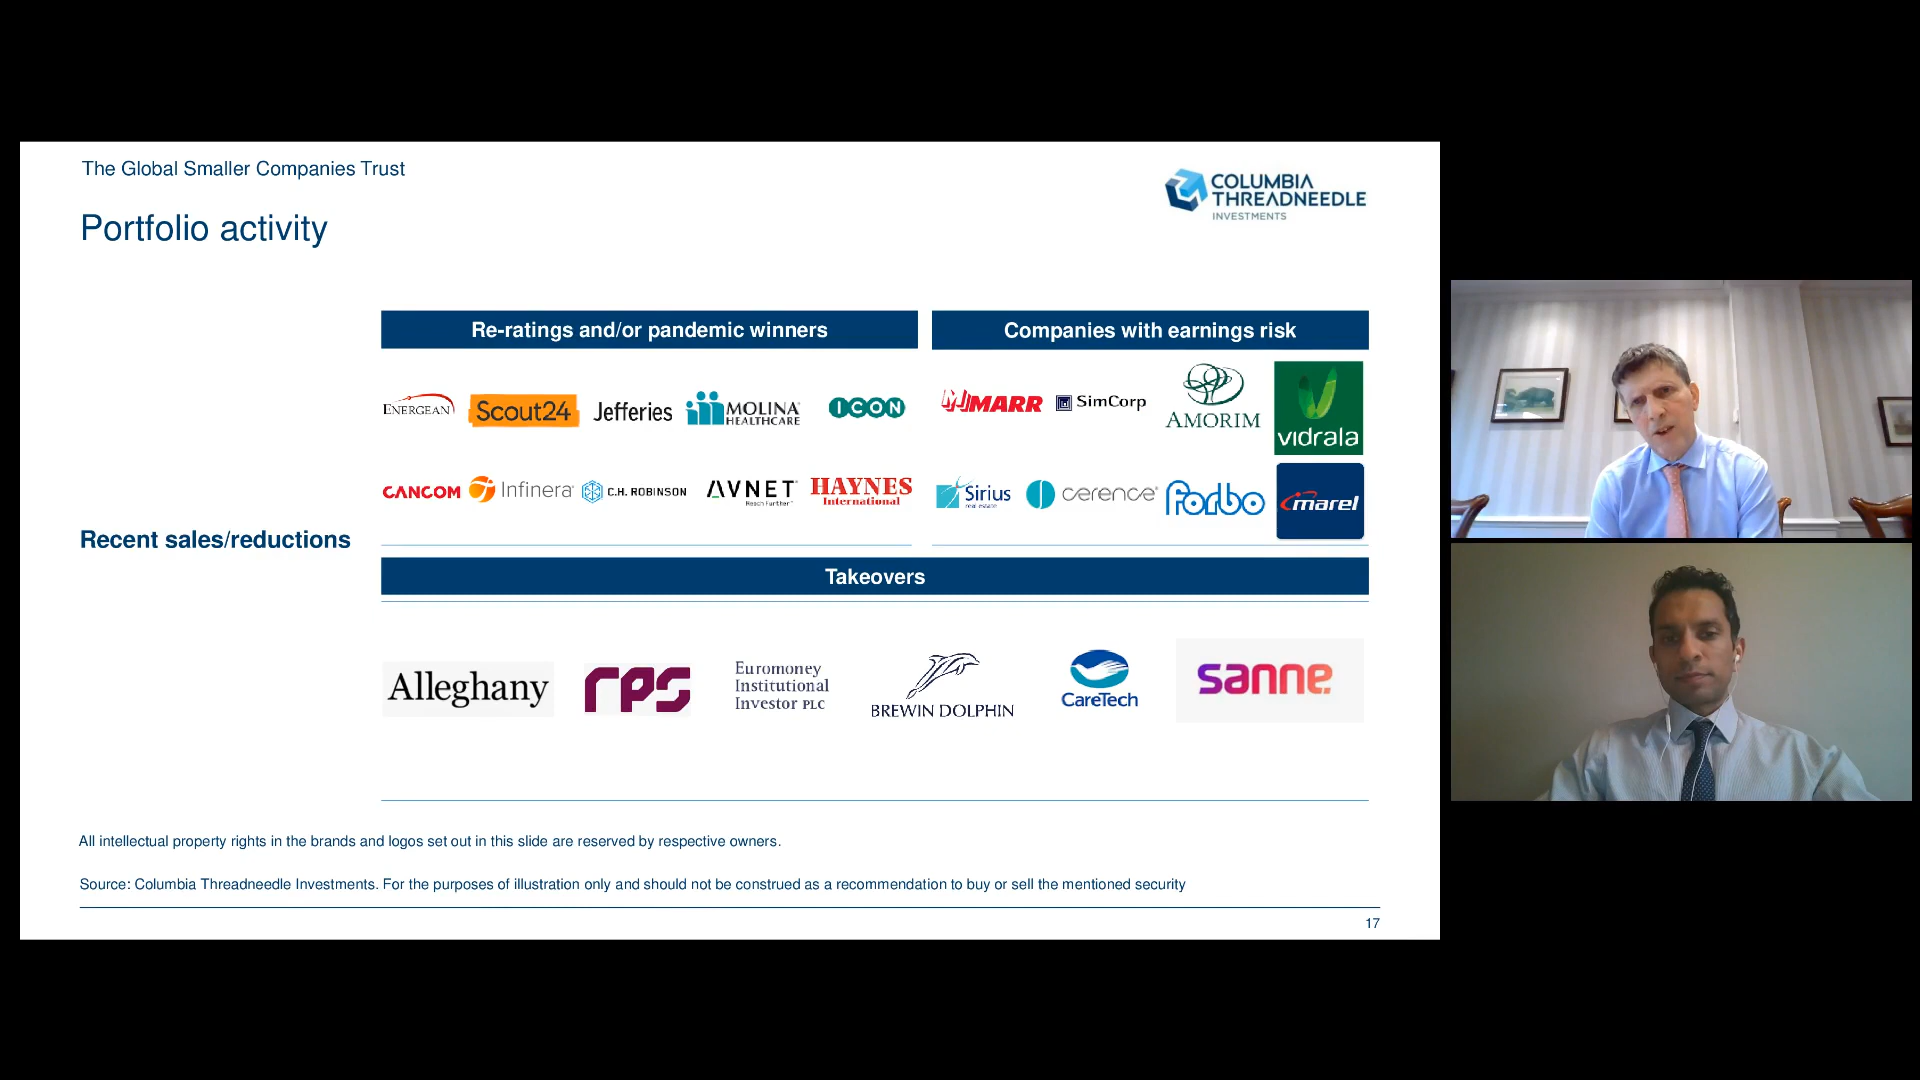 The Global Smaller Companies Trust
COLUMBIA
THREADNEEDLE
INVESTMENTS
Portfolio activity
Re-ratings and/or pandemic winners
Companies with earnings risk
ENERGEAN
Scout24
Jefferies
MOLINA
HEALTHCARE
ICON
MARR
SimCorp
AMORIM
vidrala
CANCOM
Infinera
C.H. ROBINSON
AVNET
Reach Further
HAYNES
International
Sirius
real estate
cerence
forbo
marel
Recent sales/reductions
Takeovers
Alleghany
rps
Euromoney
Institutional
Investor PLC
BREWIN DOLPHIN
CareTech
sanne
All intellectual property rights in the brands and logos set out in this slide are reserved by respective owners.
Source: Columbia Threadneedle Investments. For the purposes of illustration only and should not be construed as a recommendation to buy or sell the mentioned security
17